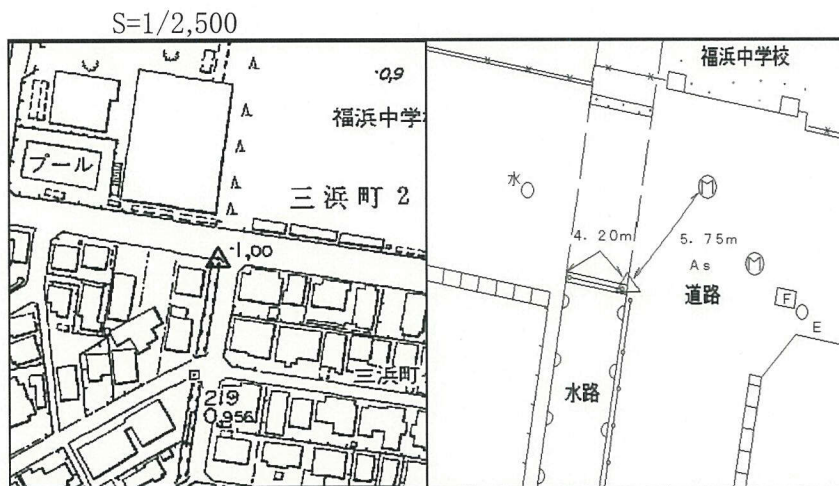 S=1/2,500
・0,9
福浜中学
プール
三浜町 2
-1,00
三浜町
219
0,956
福浜中学校
水
4.20m
5.75m
As
道路
F
E
水路